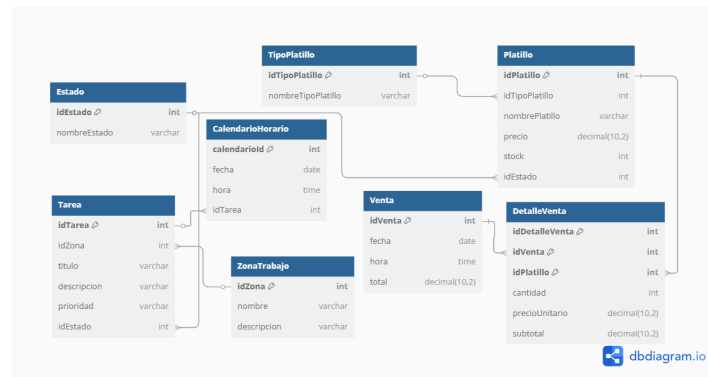 TipoPlatillo
idTipoPlatillo int
nombreTipoPlatillo varchar
Platillo
idPlatillo int
idTipoPlatillo int
nombrePlatillo varchar
precio decimal(10,2)
stock int
idEstado int
Estado
idEstado int
nombreEstado varchar
CalendarioHorario
calendarioId int
fecha date
hora time
idTarea int
Tarea
idTarea int
idZona int
titulo varchar
descripcion varchar
prioridad varchar
idEstado int
ZonaTrabajo
idZona int
nombre varchar
descripcion varchar
Venta
idVenta int
fecha date
hora time
total decimal(10,2)
DetalleVenta
idDetalleVenta int
idVenta int
idPlatillo int
cantidad int
precioUnitario decimal(10,2)
subtotal decimal(10,2)
dbdiagram.io